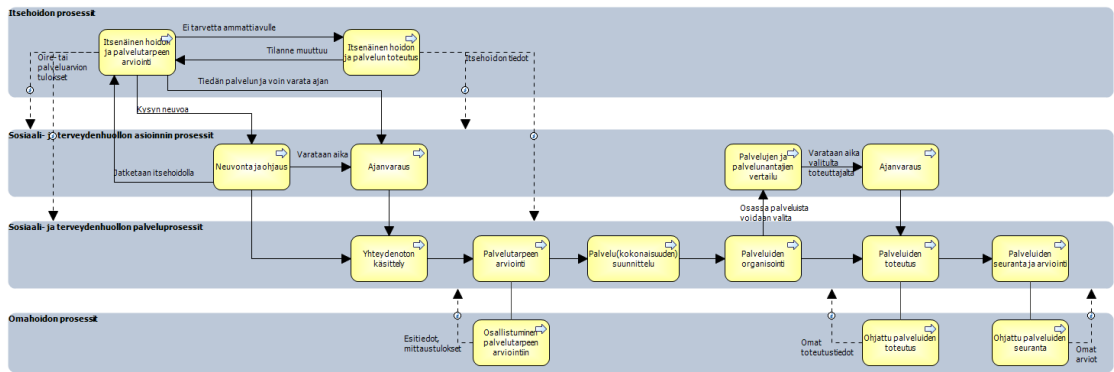 Itsehoidon prosessit
Itsenäinen hoidon
ja palvelutarpeen
arviointi
Ei tarvetta ammattiavulle
Tilanne muuttuu
Itsenäinen hoidon
ja palvelun toteutus
Oire- tai
palveluarvion
tulokset
Itsehoidon tiedot
Tiedän palvelun ja voin varata ajan
Kysyn neuvoa
Sosiaali- ja terveydenhuollon asioinnin prosessit
Neuvonta ja ohjaus
Varataan aika
Ajanvaraus
Jatketaan itsehoidolla
Palvelujen ja
palvelunantajien
vertailu
Varataan aika
valitulta
toteuttajalta
Ajanvaraus
Osassa palveluista
voidaan valita
Sosiaali- ja terveydenhuollon palveluprosessit
Yhteydenoton
käsittely
Palvelutarpeen
arviointi
Palvelu(kokonaisuuden)
suunnittelu
Palveluiden
organisointi
Palveluiden
toteutus
Palveluiden
seuranta ja arviointi
Omahoidon prosessit
Esitiedot,
mittaustulokset
Osallistuminen
palvelutarpeen
arviointiin
Omat
toteutustiedot
Ohjattu palveluiden
toteutus
Ohjattu palveluiden
seuranta
Omat
arviot